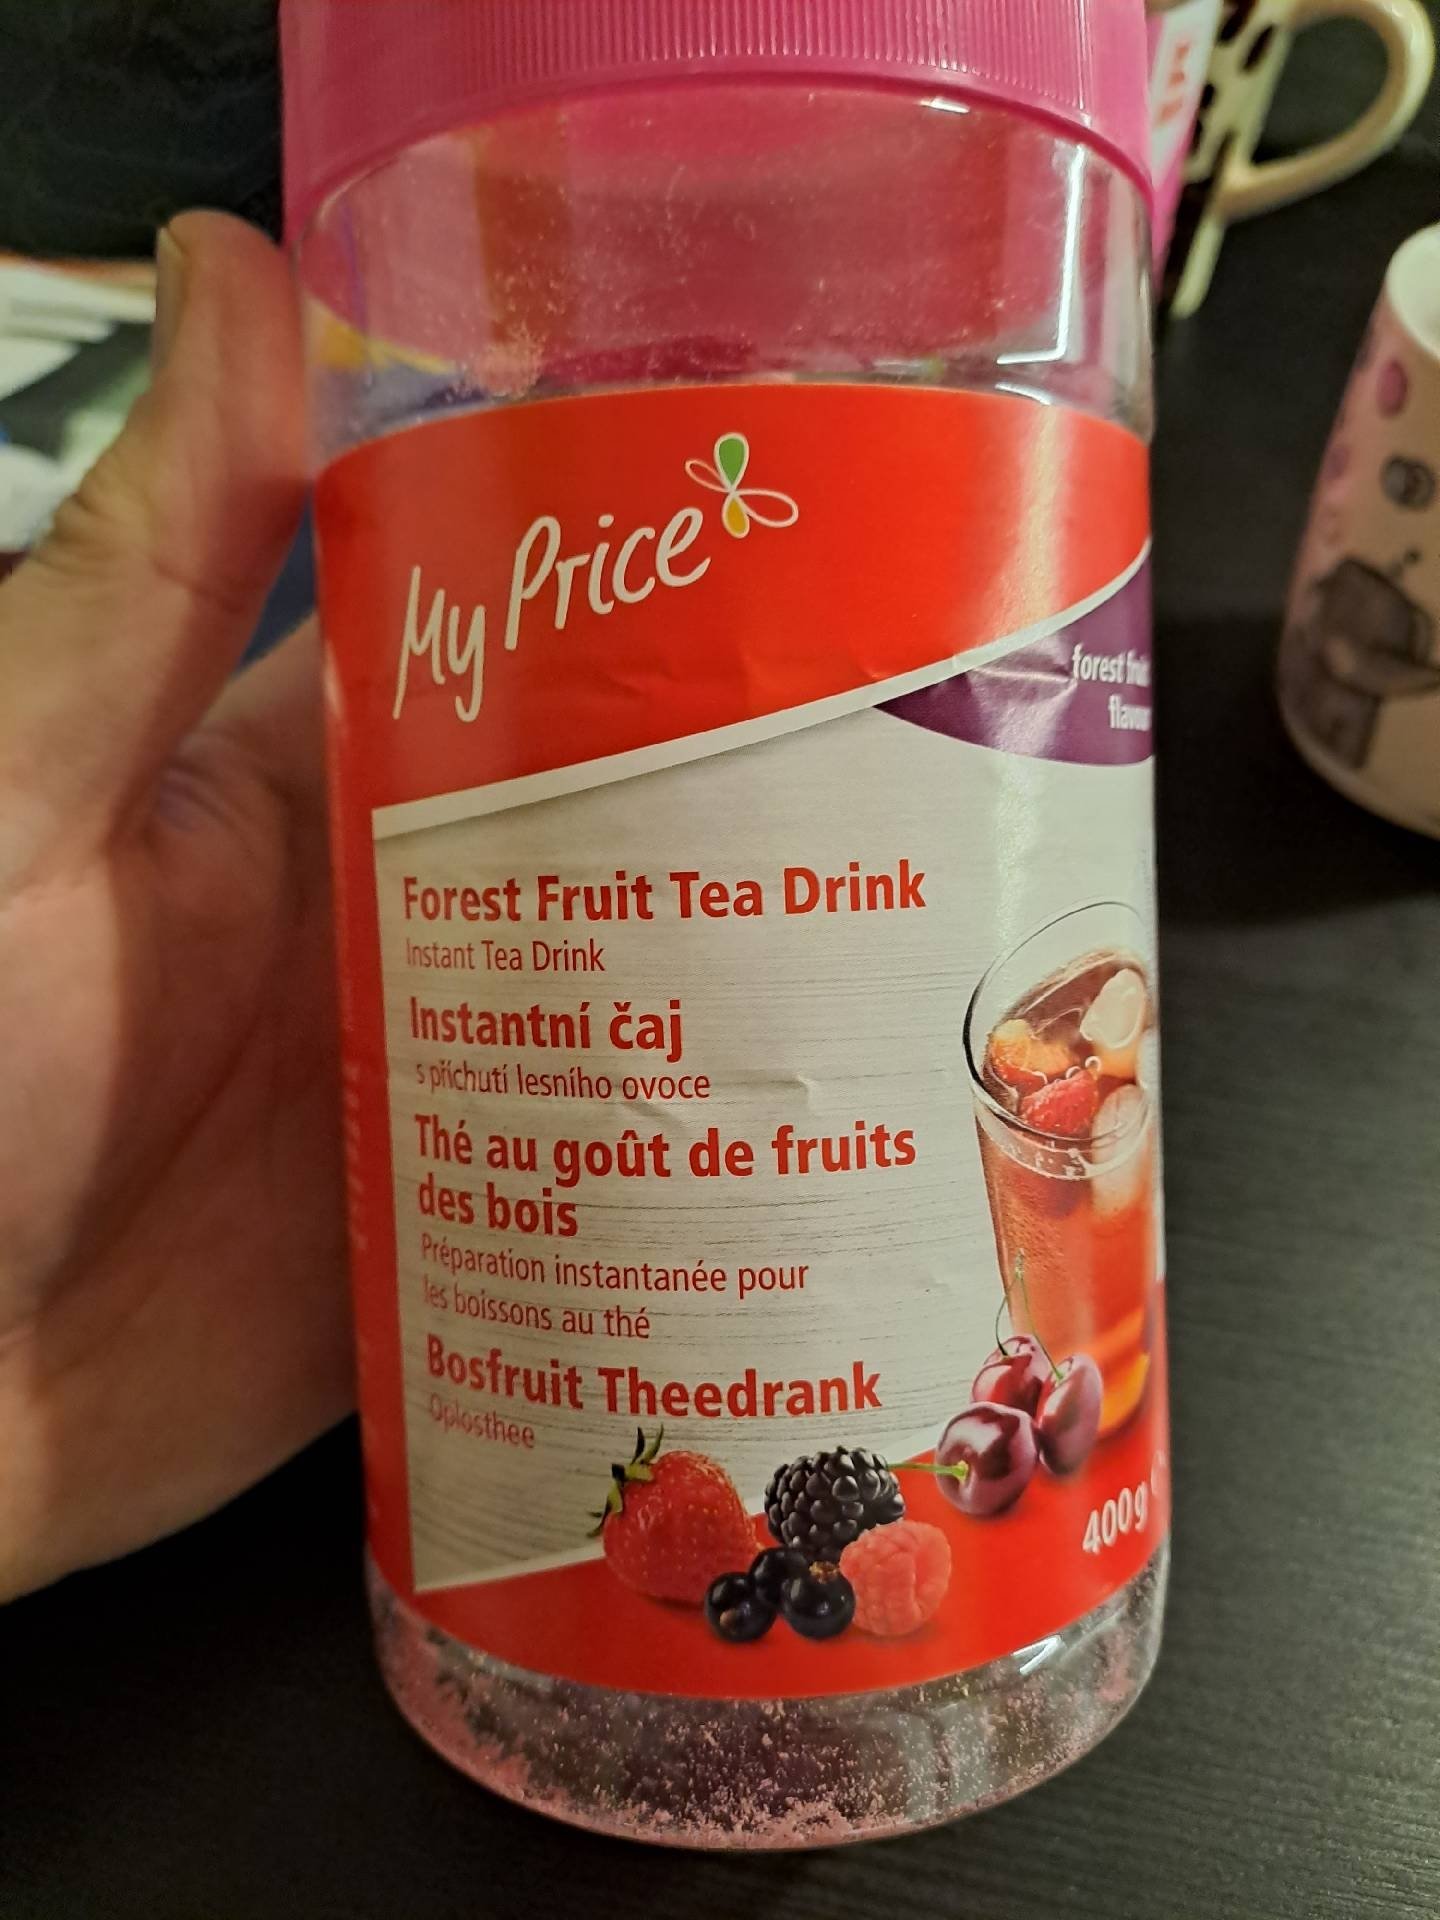 My Price
forest
Forest Fruit Tea Drink
Instant Tea Drink
Instantní čaj
s příchutí lesního ovoce
Thé au goût de fruits
des bois
Préparation instantanée pour
les boissons au thé
Bosfruit Theedrank
Oplosthee
400g